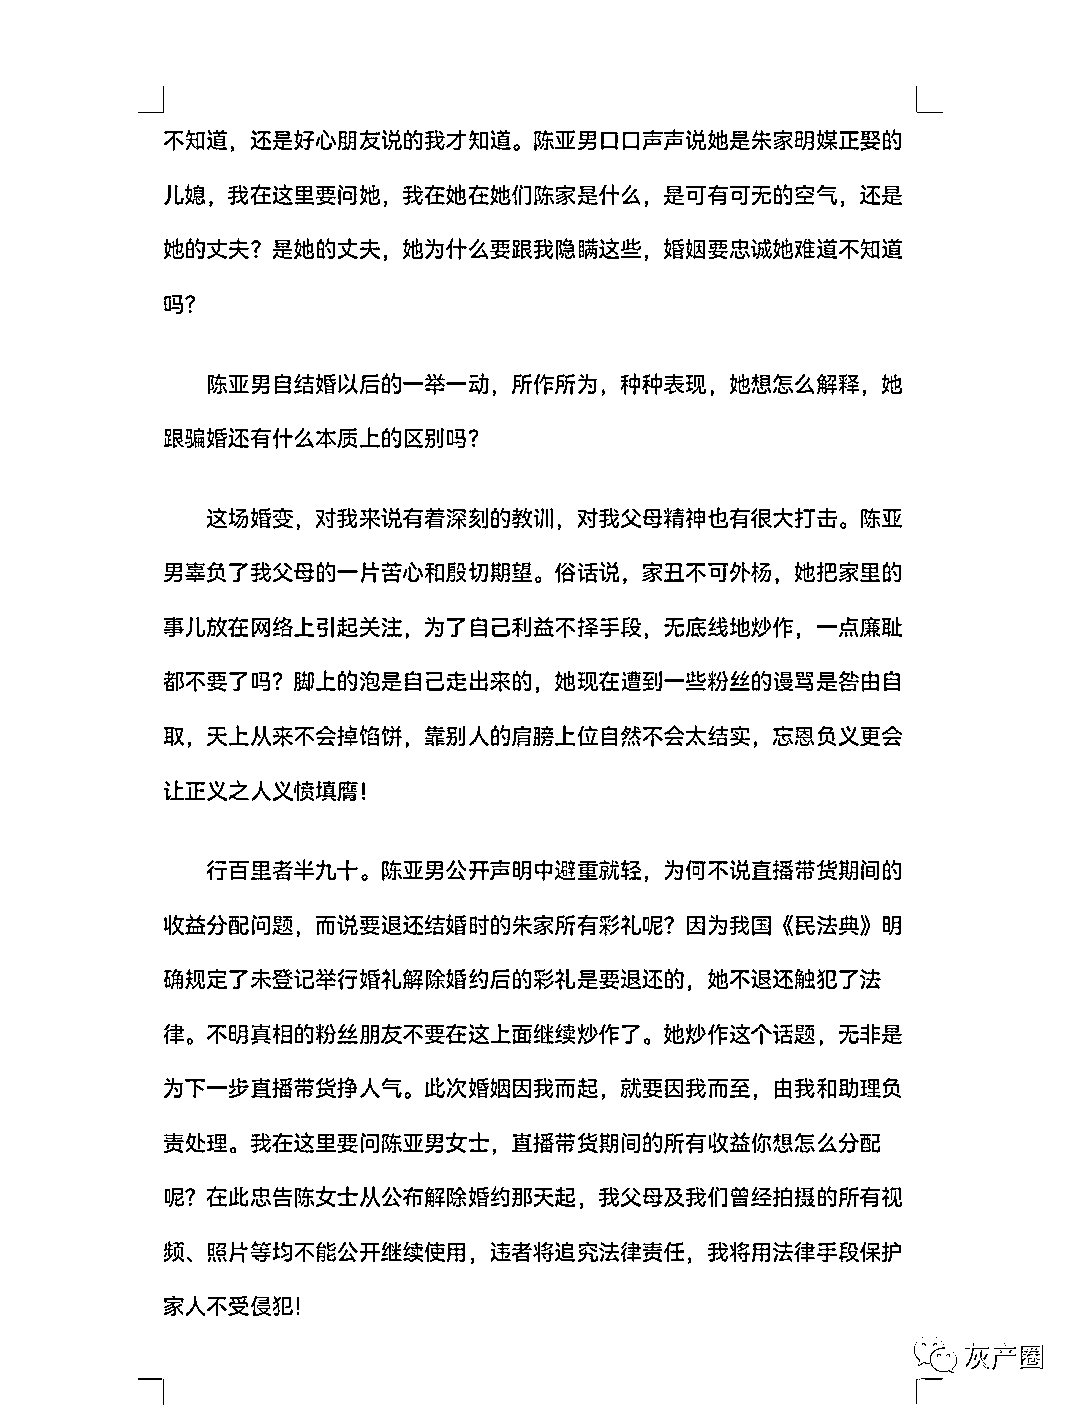 不知道，还是好心朋友说的我才知道。陈亚男口口声声说她是朱家明媒正娶的
儿媳，我在这里要问她，我在她在她们陈家是什么，是可有可无的空气，还是
她的丈夫？是她的丈夫，她为什么要跟我隐瞒这些，婚姻要忠诚她难道不知道
吗？
陈亚男自结婚以后的一举一动，所作所为，种种表现，她想怎么解释，她
跟骗婚还有什么本质上的区别吗？
这场婚变，对我来说有着深刻的教训，对我父母精神也有很大打击。陈亚
男辜负了我父母的一片苦心和殷切期望。俗话说，家丑不可外杨，她把家里的
事儿放在网络上引起关注，为了自己利益不择手段，无底线地炒作，一点廉耻
都不要了吗？脚上的泡是自己走出来的，她现在遭到一些粉丝的谩骂是咎由自
取，天上从来不会掉馅饼，靠别人的肩膀上位自然不会太结实，忘恩负义更会
让正义之人义愤填膺！
行百里者半九十。陈亚男公开声明中避重就轻，为何不说直播带货期间的
收益分配问题，而说要退还结婚时的朱家所有彩礼呢？因为我国《民法典》明
确规定了未登记举行婚礼解除婚约后的彩礼是要退还的，她不退还触犯了法
律。不明真相的粉丝朋友不要在这上面继续炒作了。她炒作这个话题，无非是
为下一步直播带货挣人气。此次婚姻因我而起，就要因我而至，由我和助理负
责处理。我在这里要问陈亚男女士，直播带货期间的所有收益你想怎么分配
呢？在此忠告陈女士从公布解除婚约那天起，我父母及我们曾经拍摄的所有视
频、照片等均不能公开继续使用，违者将追究法律责任，我将用法律手段保护
家人不受侵犯！
灰产圈